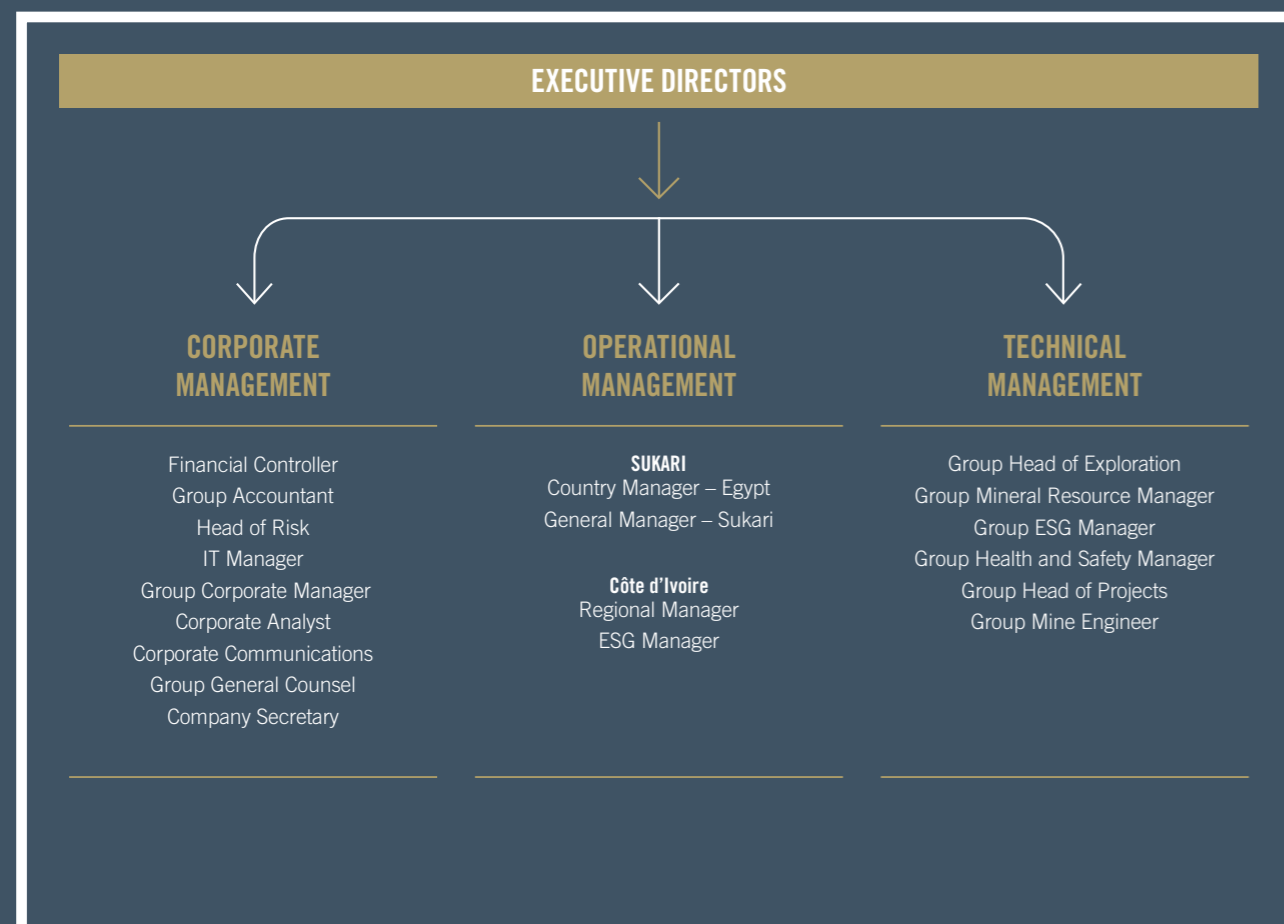 EXECUTIVE DIRECTORS
CORPORATE
MANAGEMENT
Financial Controller
Group Accountant
Head of Risk
IT Manager
Group Corporate Manager
Corporate Analyst
Corporate Communications
Group General Counsel
Company Secretary
OPERATIONAL
MANAGEMENT
SUKARI
Country Manager – Egypt
General Manager – Sukari
Côte d'Ivoire
Regional Manager
ESG Manager
TECHNICAL
MANAGEMENT
Group Head of Exploration
Group Mineral Resource Manager
Group ESG Manager
Group Health and Safety Manager
Group Head of Projects
Group Mine Engineer